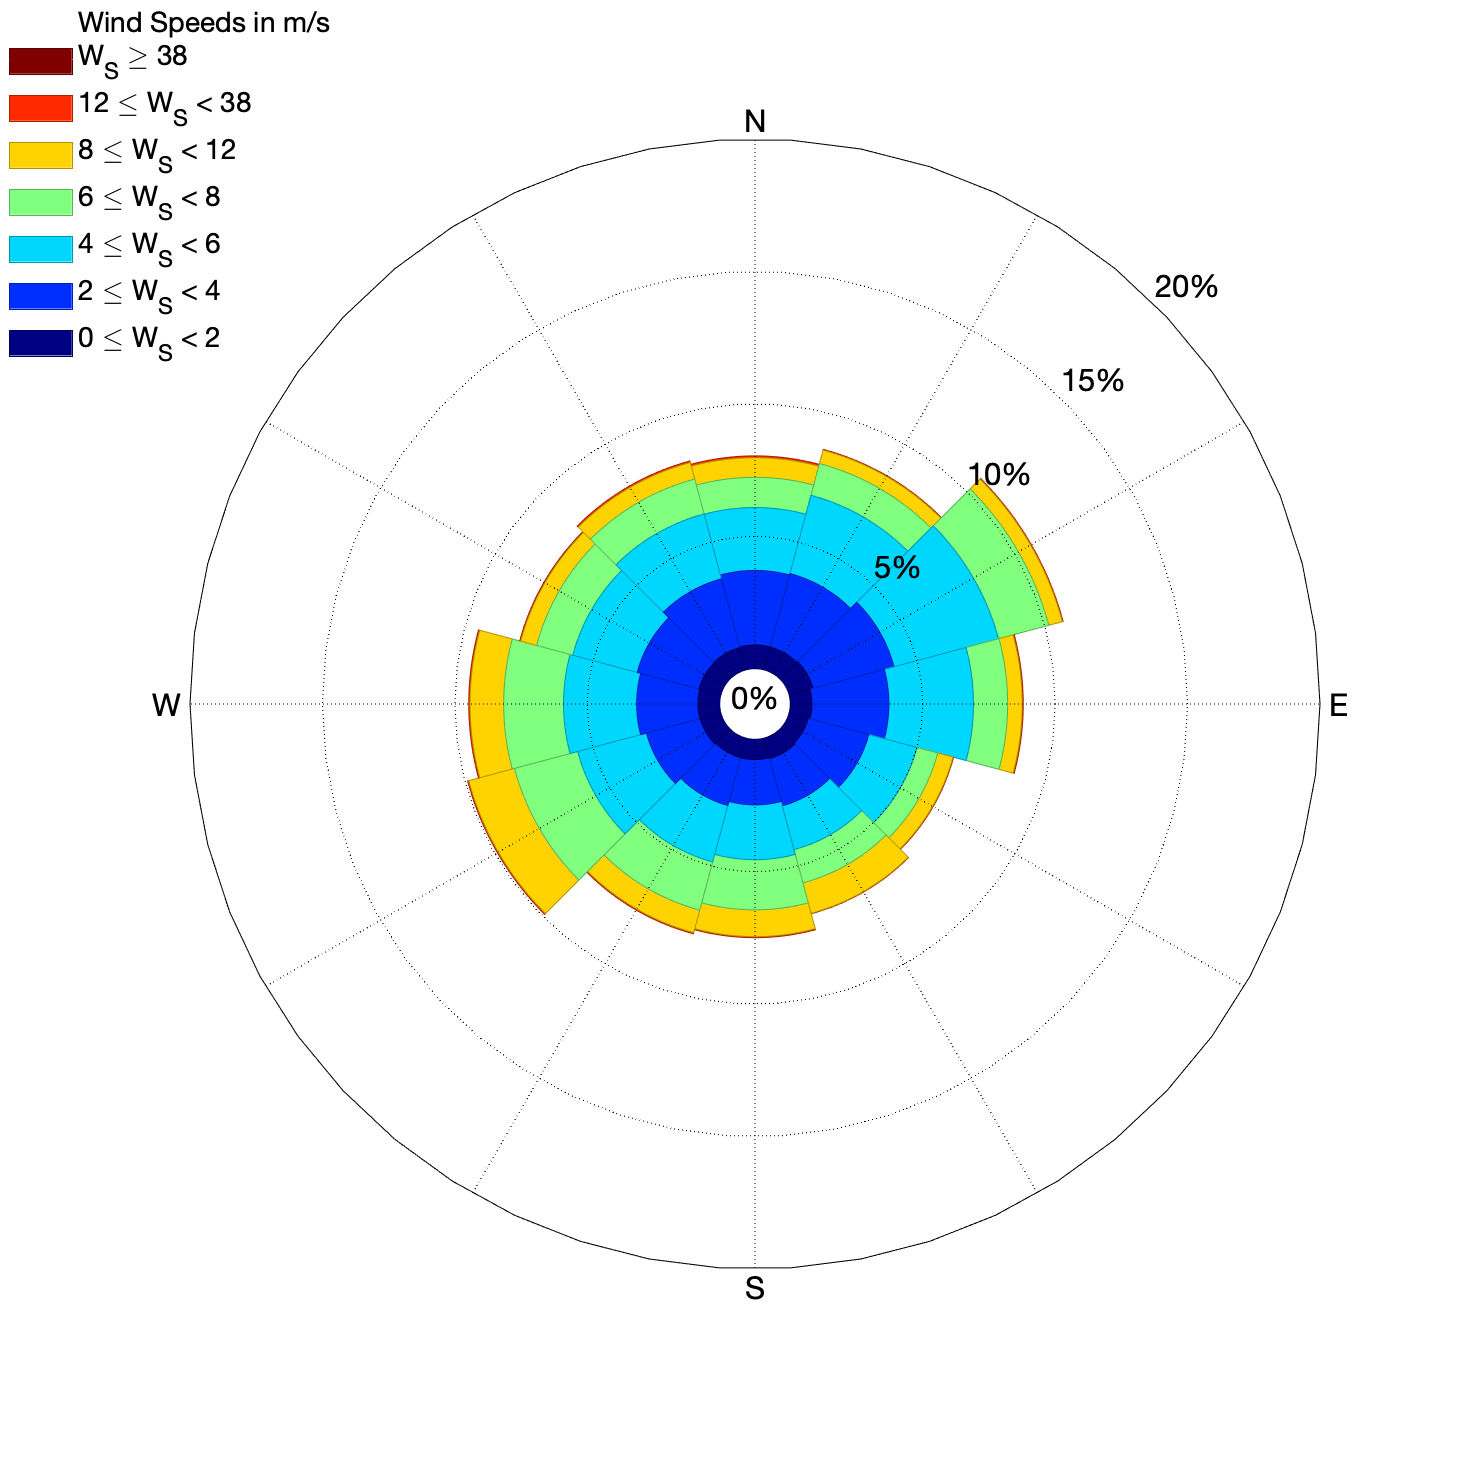 Wind Speeds in m/s
W_S ≥ 38
12 ≤ W_S < 38
8 ≤ W_S < 12
6 ≤ W_S < 8
4 ≤ W_S < 6
2 ≤ W_S < 4
0 ≤ W_S < 2
N
20%
15%
10%
5%
0%
W
E
S